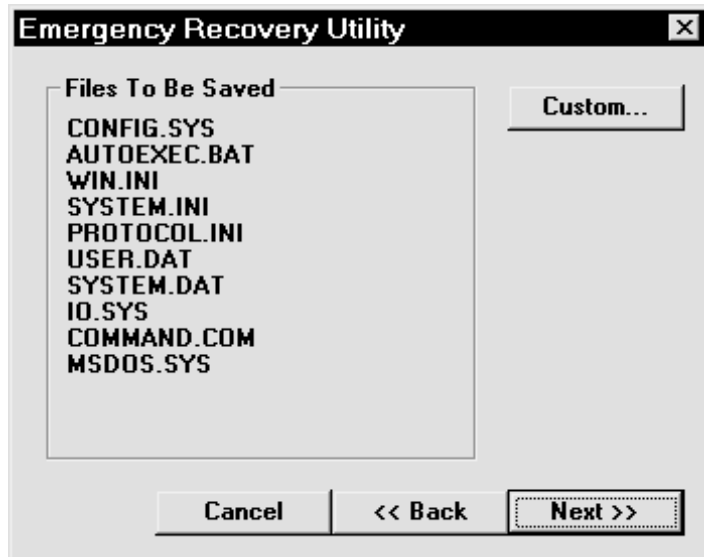 Emergency Recovery Utility
Files To Be Saved
CONFIG.SYS
AUTOEXEC.BAT
WIN.INI
SYSTEM.INI
PROTOCOL.INI
USER.DAT
SYSTEM.DAT
IO.SYS
COMMAND.COM
MSDOS.SYS
Custom...
Cancel
<< Back
Next >>